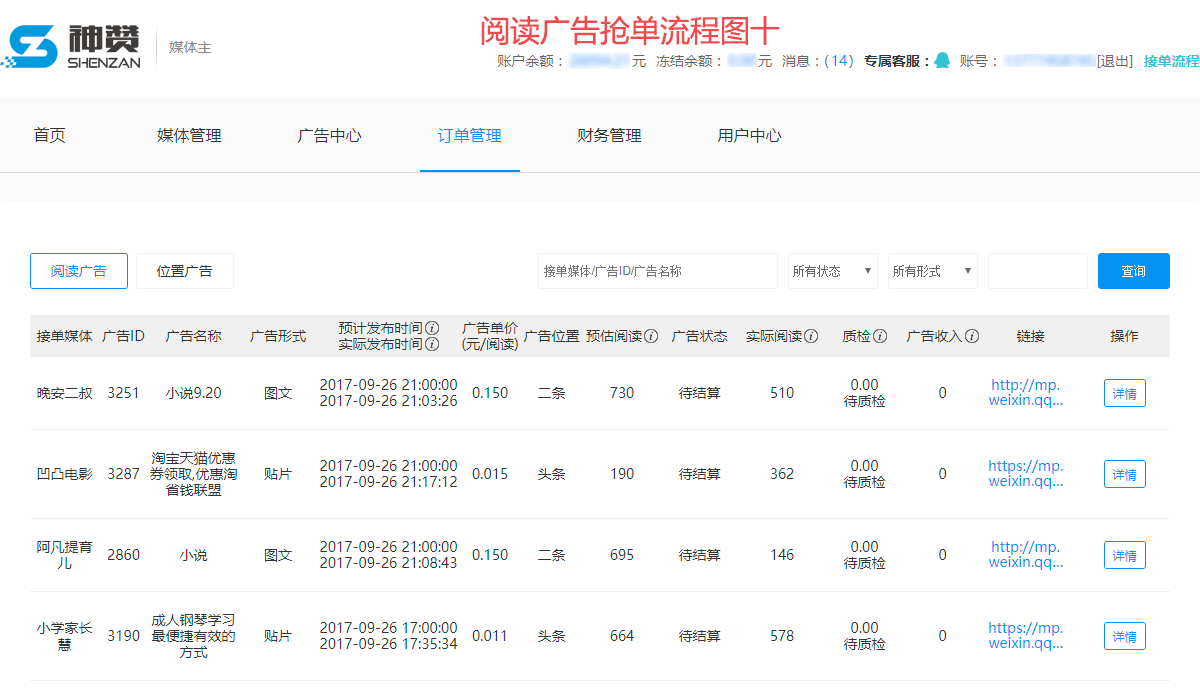 阅读广告抢单流程图十
神赞
SHENZAN
媒体主
账户余额： 元 冻结余额： 元 消息：(14) 专属客服： 账号： [退出] 接单流程
首页 媒体管理 广告中心 订单管理 财务管理 用户中心
阅读广告 位置广告 接单媒体/广告ID/广告名称 所有状态 所有形式 查询
接单媒体 广告ID 广告名称 广告形式 预计发布时间 广告单价 广告位置 预估阅读 广告状态 实际阅读 质检 广告收入 链接 操作
实际发布时间 (元/阅读)
晚安二叔 3251 小说9.20 图文 2017-09-26 21:00:00 0.150 二条 730 待结算 510 0.00 0 http://mp. 详情
2017-09-26 21:03:26 待质检 weixin.qq...
淘宝天猫优惠
凹凸电影 3287 券领取,优惠淘 贴片 2017-09-26 21:00:00 0.015 头条 190 待结算 362 0.00 0 https://mp. 详情
省钱联盟 2017-09-26 21:17:12 待质检 weixin.qq...
阿凡提育 2860 小说 图文 2017-09-26 21:00:00 0.150 二条 695 待结算 146 0.00 0 http://mp. 详情
儿 2017-09-26 21:08:43 待质检 weixin.qq...
成人钢琴学习
小学家长 3190 最便捷有效的 贴片 2017-09-26 17:00:00 0.011 头条 664 待结算 578 0.00 0 https://mp. 详情
慧 方式 2017-09-26 17:35:34 待质检 weixin.qq...